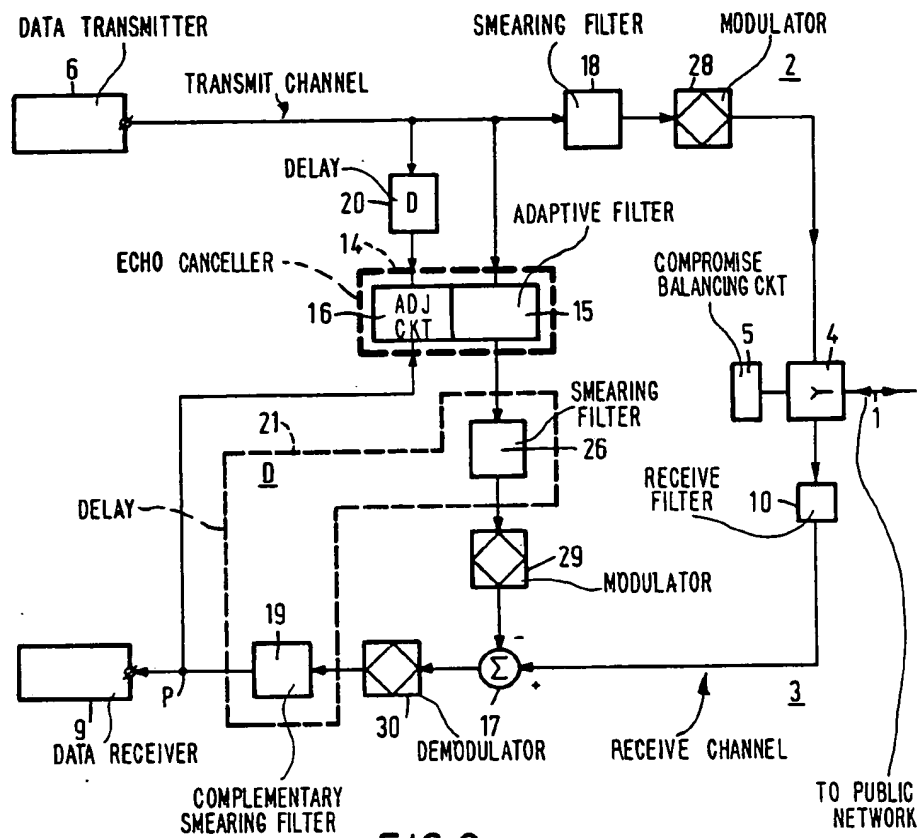 DATA TRANSMITTER
6
TRANSMIT CHANNEL
SMEARING FILTER
18
MODULATOR
28
2
DELAY
20
D
ADAPTIVE FILTER
14
ECHO CANCELLER
16
ADJ
CKT
15
COMPROMISE
BALANCING CKT
5
4
1
SMEARING
FILTER
26
21
D
DELAY
RECEIVE
FILTER
10
29
MODULATOR
19
-
Σ
+
17
3
P
9
DATA RECEIVER
30
DEMODULATOR
RECEIVE CHANNEL
COMPLEMENTARY
SMEARING FILTER
TO PUBLIC
NETWORK